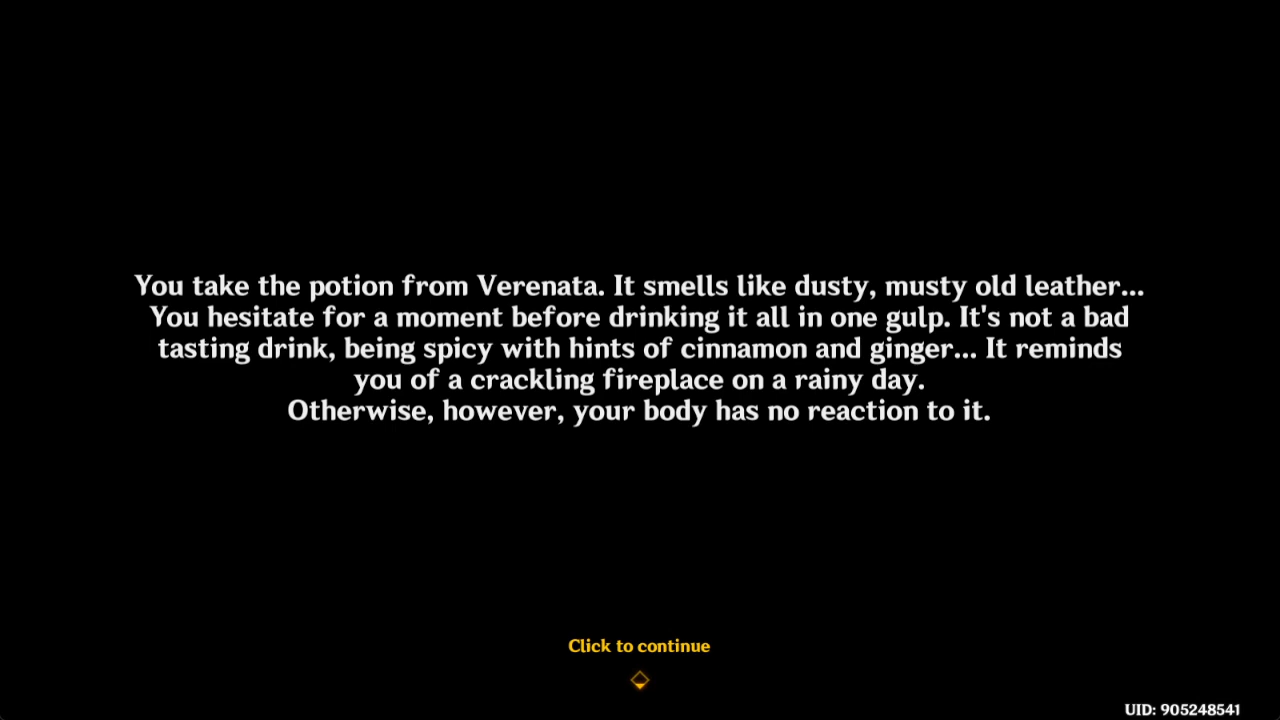 You take the potion from Verenata. It smells like dusty, musty old leather...
You hesitate for a moment before drinking it all in one gulp. It's not a bad
tasting drink, being spicy with hints of cinnamon and ginger... It reminds
you of a crackling fireplace on a rainy day.
Otherwise, however, your body has no reaction to it.
Click to continue
UID: 905248541